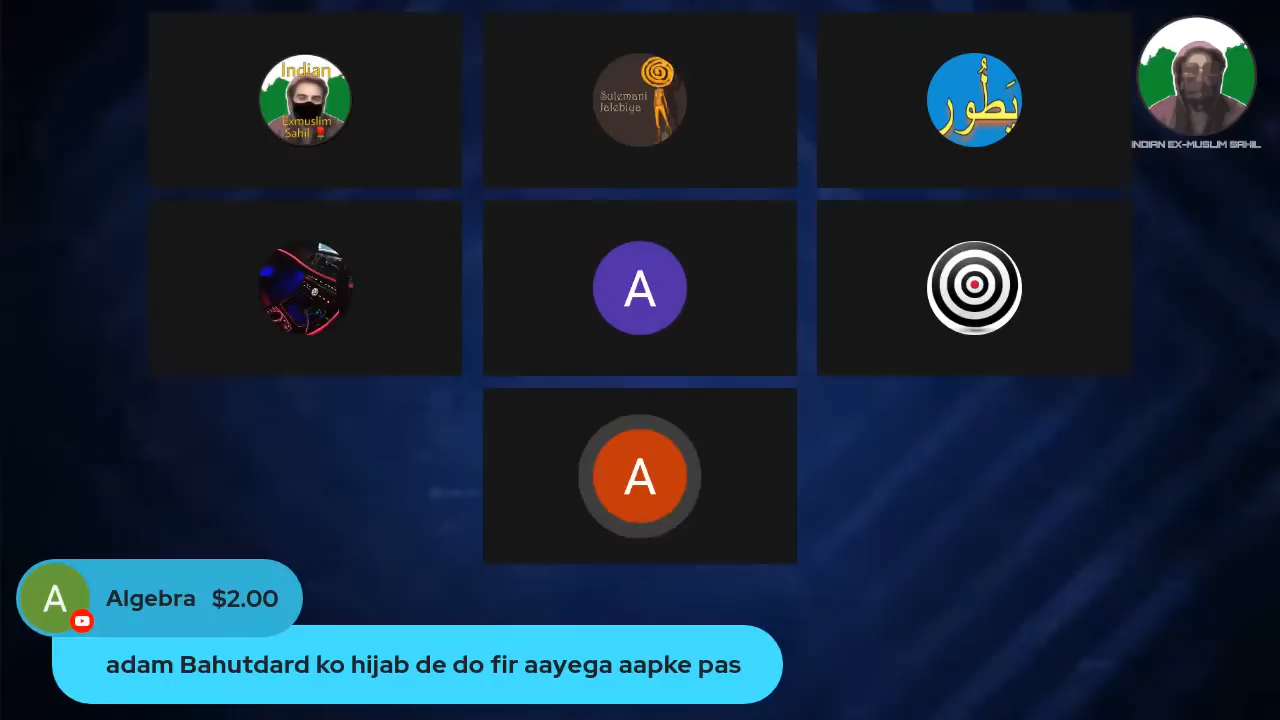 Indian
Exmuslim
Sahil
Sulemani
Jalebiya
بَطُور
INDIAN EX-MUSLIM SAHIL
A
A
A
Algebra $2.00
adam Bahutdard ko hijab de do fir aayega aapke pas